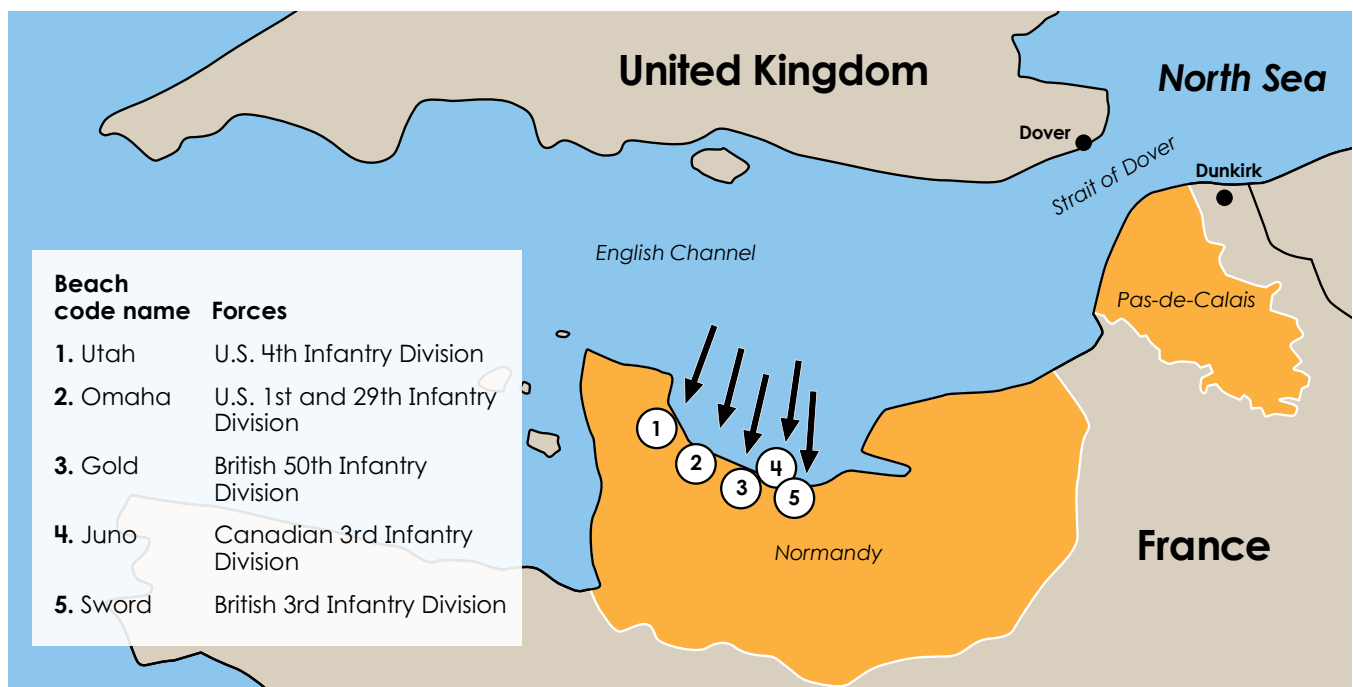 United Kingdom
North Sea
Dover
Strait of Dover
Dunkirk
English Channel
Pas-de-Calais
Beach
code name Forces
1. Utah U.S. 4th Infantry Division
2. Omaha U.S. 1st and 29th Infantry
Division
3. Gold British 50th Infantry
Division
4. Juno Canadian 3rd Infantry
Division
5. Sword British 3rd Infantry Division
1
2
3
4
5
Normandy
France